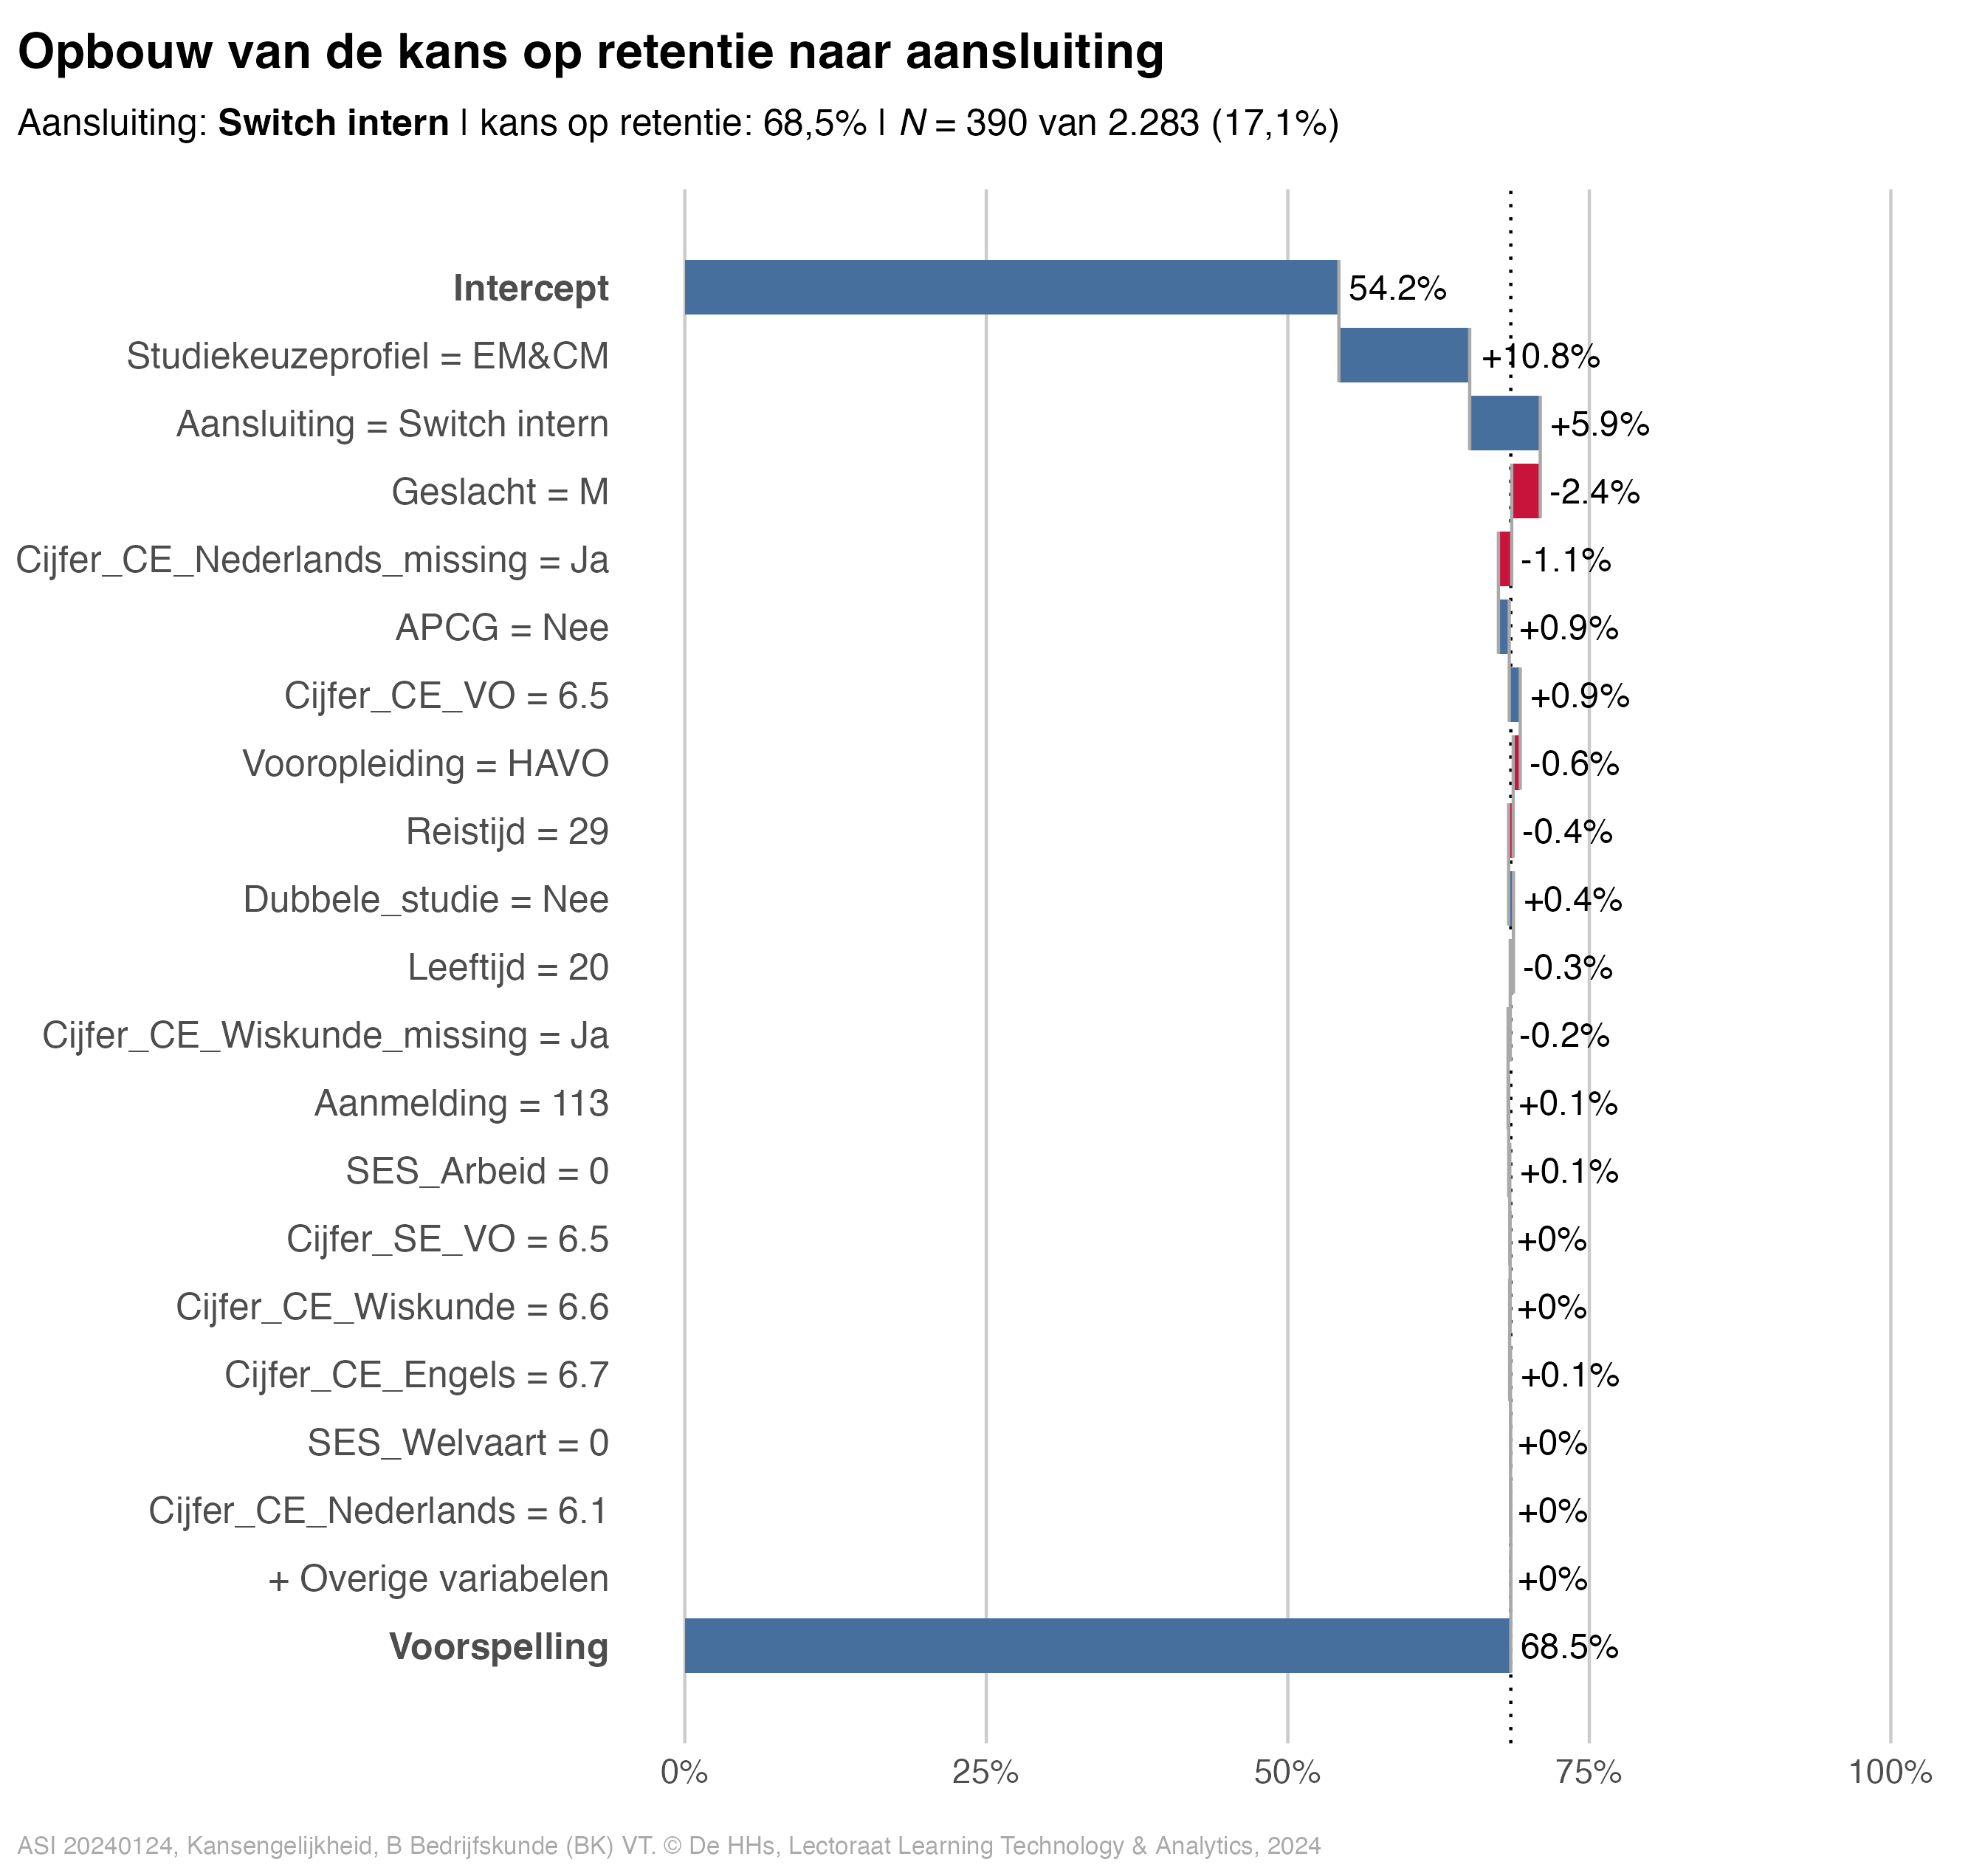 Opbouw van de kans op retentie naar aansluiting
Aansluiting: Switch intern | kans op retentie: 68,5% | N = 390 van 2.283 (17,1%)
Intercept 54.2%
Studiekeuzeprofiel = EM&CM +10.8%
Aansluiting = Switch intern +5.9%
Geslacht = M -2.4%
Cijfer_CE_Nederlands_missing = Ja -1.1%
APCG = Nee +0.9%
Cijfer_CE_VO = 6.5 +0.9%
Vooropleiding = HAVO -0.6%
Reistijd = 29 -0.4%
Dubbele_studie = Nee +0.4%
Leeftijd = 20 -0.3%
Cijfer_CE_Wiskunde_missing = Ja -0.2%
Aanmelding = 113 +0.1%
SES_Arbeid = 0 +0.1%
Cijfer_SE_VO = 6.5 +0%
Cijfer_CE_Wiskunde = 6.6 +0%
Cijfer_CE_Engels = 6.7 +0.1%
SES_Welvaart = 0 +0%
Cijfer_CE_Nederlands = 6.1 +0%
+ Overige variabelen +0%
Voorspelling 68.5%
0% 25% 50% 75% 100%
ASI 20240124, Kansengelijkheid, B Bedrijfskunde (BK) VT. © De HHs, Lectoraat Learning Technology & Analytics, 2024